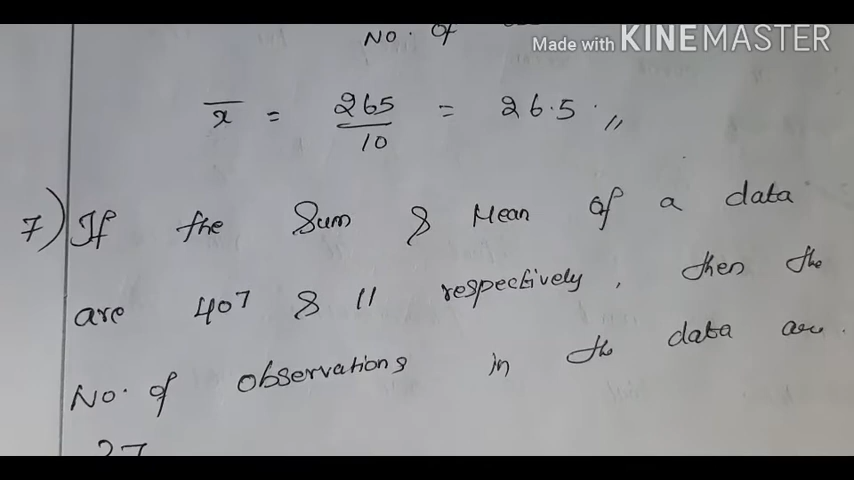 No. of
Made with KINEMASTER
x̄ = 265/10 = 26.5 //
7) If the Sum & Mean of a data
are 407 & 11 respectively, then the
No. of observations in the data are